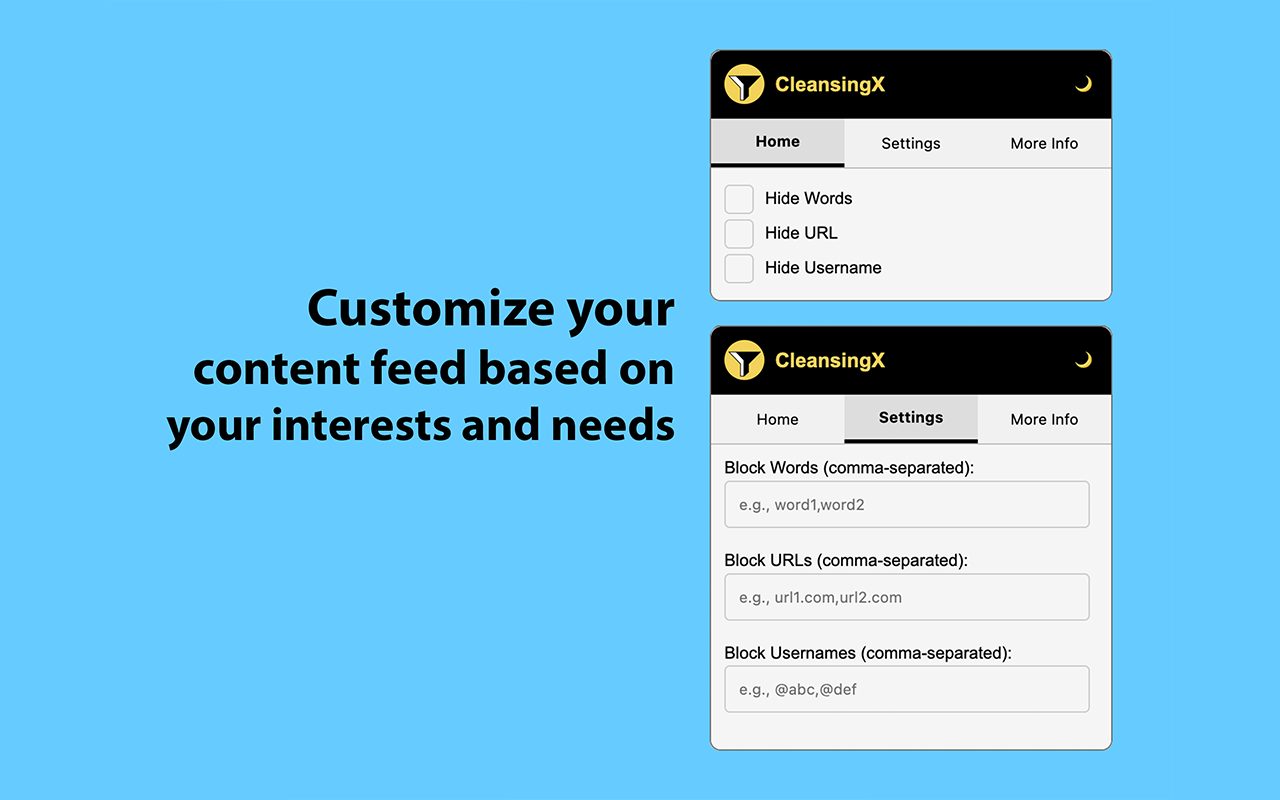 Customize your
content feed based on
your interests and needs
CleansingX
Home Settings More Info
Hide Words
Hide URL
Hide Username
CleansingX
Home Settings More Info
Block Words (comma-separated):
e.g., word1,word2
Block URLs (comma-separated):
e.g., url1.com,url2.com
Block Usernames (comma-separated):
e.g., @abc,@def